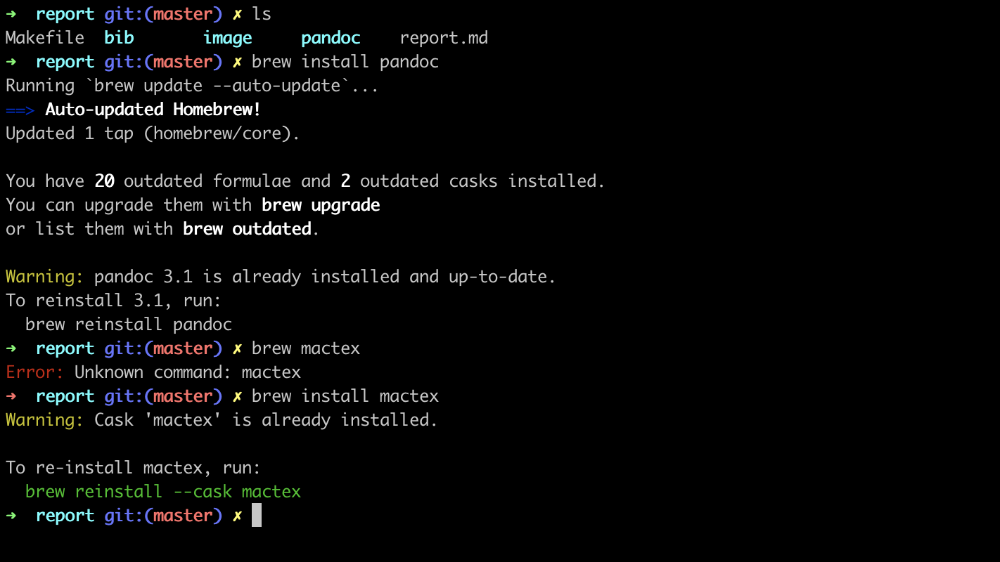 ➜  report git:(master) ✗ ls
Makefile  bib       image     pandoc    report.md
➜  report git:(master) ✗ brew install pandoc
Running `brew update --auto-update`...
==> Auto-updated Homebrew!
Updated 1 tap (homebrew/core).

You have 20 outdated formulae and 2 outdated casks installed.
You can upgrade them with brew upgrade
or list them with brew outdated.

Warning: pandoc 3.1 is already installed and up-to-date.
To reinstall 3.1, run:
  brew reinstall pandoc
➜  report git:(master) ✗ brew mactex
Error: Unknown command: mactex
➜  report git:(master) ✗ brew install mactex
Warning: Cask 'mactex' is already installed.

To re-install mactex, run:
  brew reinstall --cask mactex
➜  report git:(master) ✗